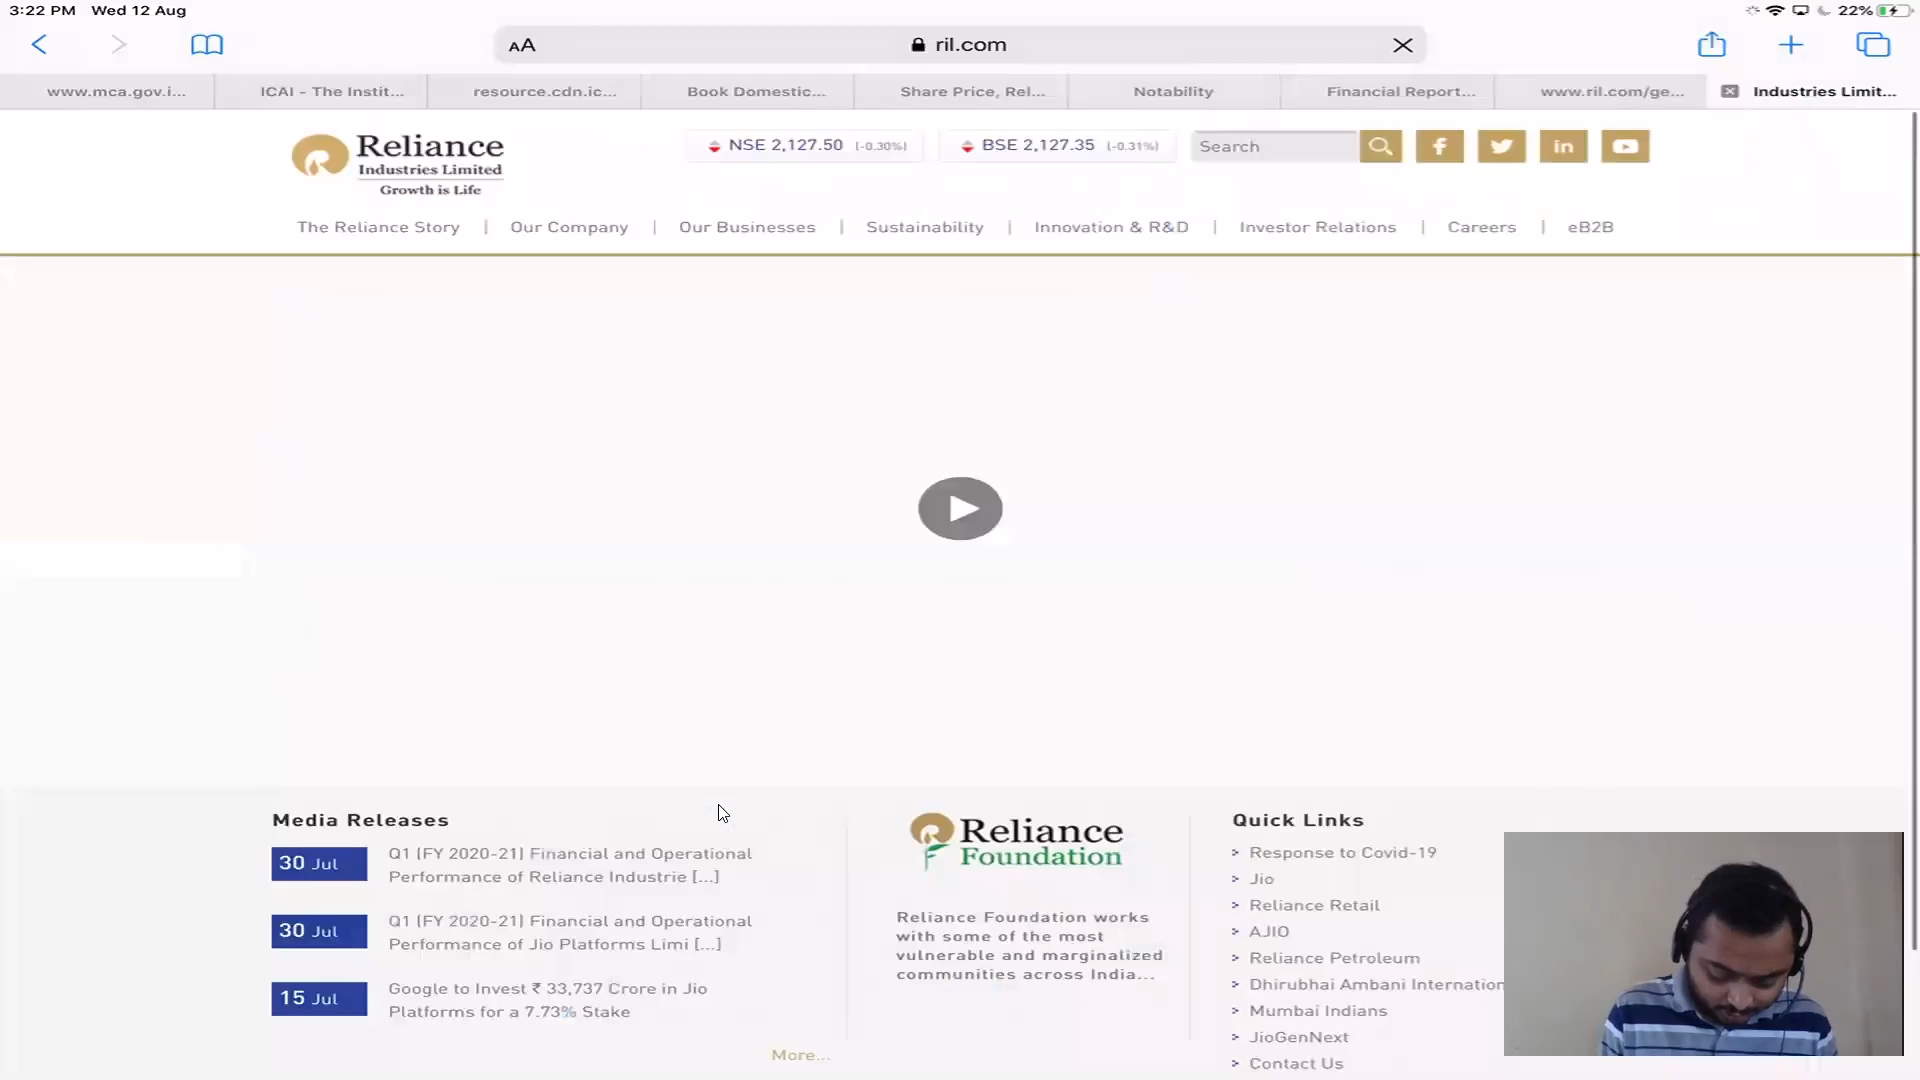 3:22 PM Wed 12 Aug
22%
AA
ril.com
www.mca.gov.i...
ICAI - The Instit...
resource.cdn.ic...
Book Domestic...
Share Price, Rel...
Notability
Financial Report...
www.ril.com/ge...
Industries Limit...
Reliance
Industries Limited
Growth is Life
NSE 2,127.50 (-0.30%)
BSE 2,127.35 (-0.31%)
Search
The Reliance Story | Our Company | Our Businesses | Sustainability | Innovation & R&D | Investor Relations | Careers | eB2B
Media Releases
30 Jul
Q1 (FY 2020-21) Financial and Operational
Performance of Reliance Industrie [...]
30 Jul
Q1 (FY 2020-21) Financial and Operational
Performance of Jio Platforms Limi [...]
15 Jul
Google to Invest ₹ 33,737 Crore in Jio
Platforms for a 7.73% Stake
More...
Reliance
Foundation
Reliance Foundation works
with some of the most
vulnerable and marginalized
communities across India...
Quick Links
> Response to Covid-19
> Jio
> Reliance Retail
> AJIO
> Reliance Petroleum
> Dhirubhai Ambani Internation
> Mumbai Indians
> JioGenNext
> Contact Us